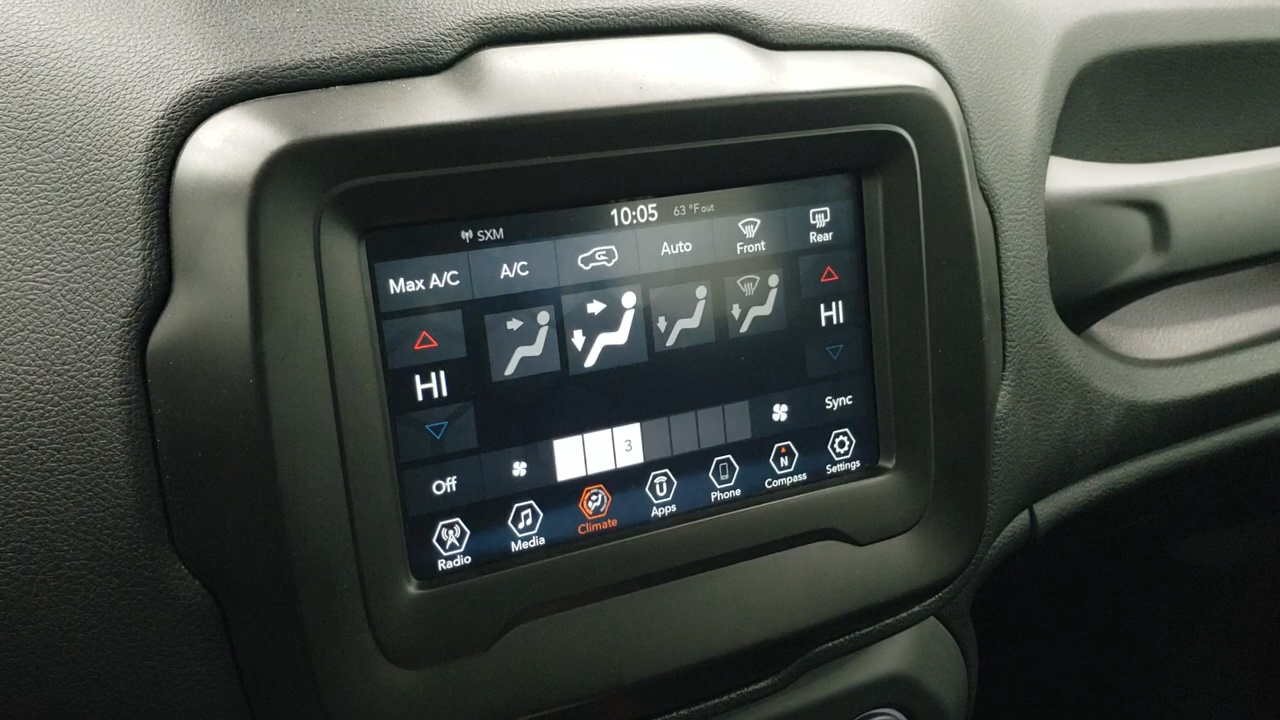 SXM
10:05
63 °F out
Max A/C
A/C
Auto
Front
Rear
HI
HI
Sync
Off
3
Radio
Media
Climate
Apps
Phone
N
Compass
Settings